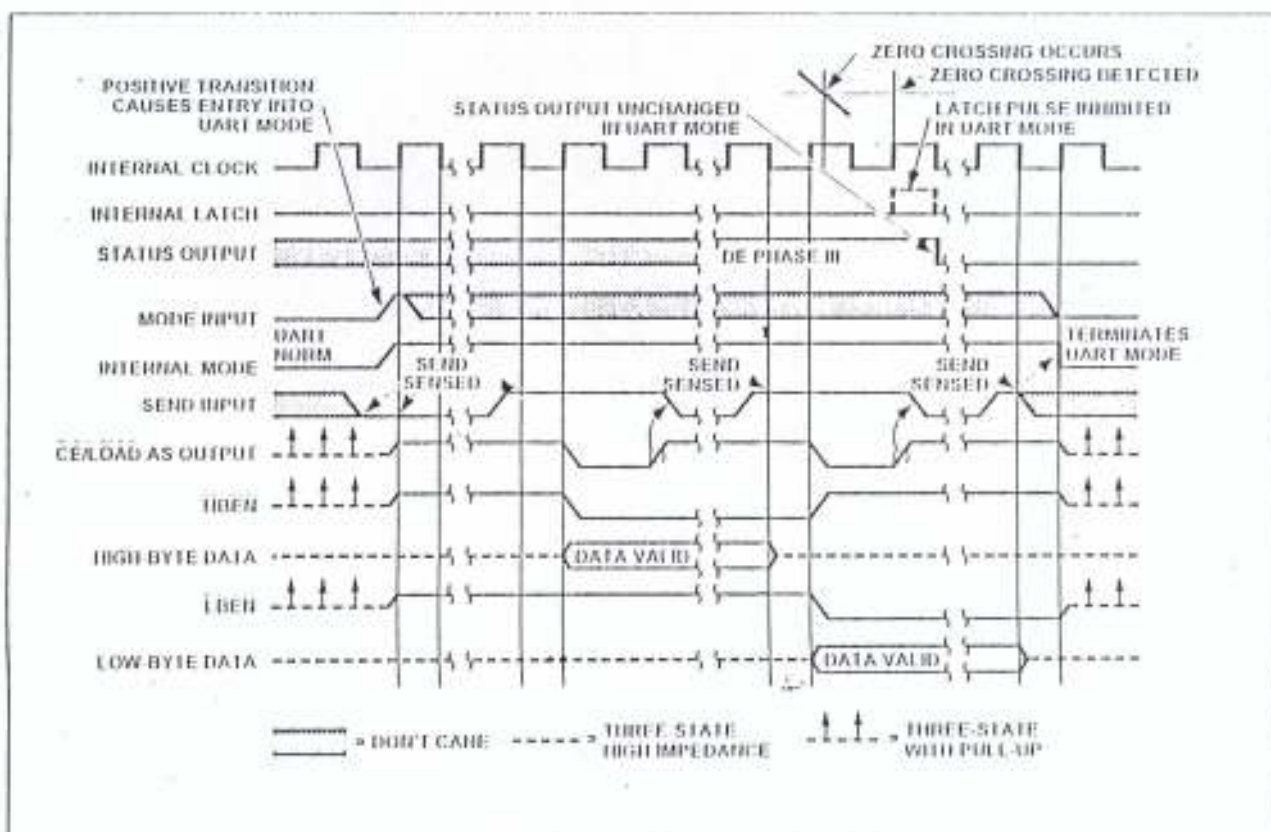 ZERO CROSSING OCCURS
ZERO CROSSING DETECTED
POSITIVE TRANSITION
CAUSES ENTRY INTO
UART MODE
STATUS OUTPUT UNCHANGED
IN UART MODE
LATCH PULSE INHIBITED
IN UART MODE
INTERNAL CLOCK
INTERNAL LATCH
STATUS OUTPUT
DE PHASE III
MODE INPUT
UART
NORM
TERMINATES
UART MODE
INTERNAL MODE
SEND
SENSED
SEND
SENSED
SEND
SENSED
SEND INPUT
CE/LOAD AS OUTPUT
HBEN
HIGH-BYTE DATA
DATA VALID
LBEN
LOW-BYTE DATA
DATA VALID
= DON'T CARE
= THREE-STATE
HIGH IMPEDANCE
= THREE-STATE
WITH PULL-UP